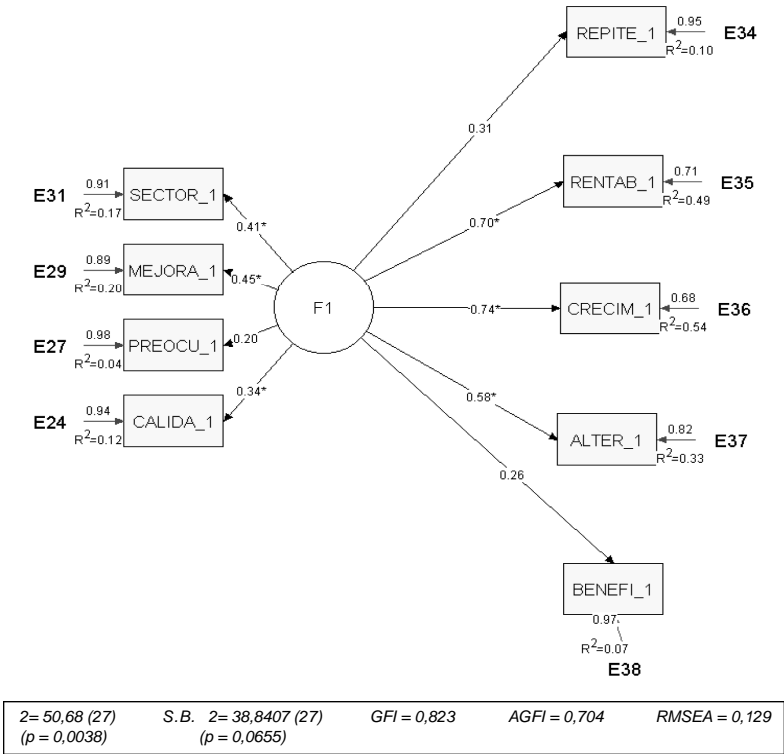 0.95
REPITE_1
E34
R²=0.10
0.31
0.71
RENTAB_1
E35
R²=0.49
0.70*
0.91
E31
SECTOR_1
R²=0.17
0.41*
0.89
E29
MEJORA_1
R²=0.20
0.45*
F1
0.74*
0.68
CRECIM_1
E36
R²=0.54
0.98
E27
PREOCU_1
R²=0.04
0.20
0.94
E24
CALIDA_1
R²=0.12
0.34*
0.58*
0.82
ALTER_1
E37
R²=0.33
0.26
BENEFI_1
0.97
R²=0.07
E38
2= 50,68 (27) S.B. 2= 38,8407 (27) GFI = 0,823 AGFI = 0,704 RMSEA = 0,129
(p = 0,0038) (p = 0,0655)